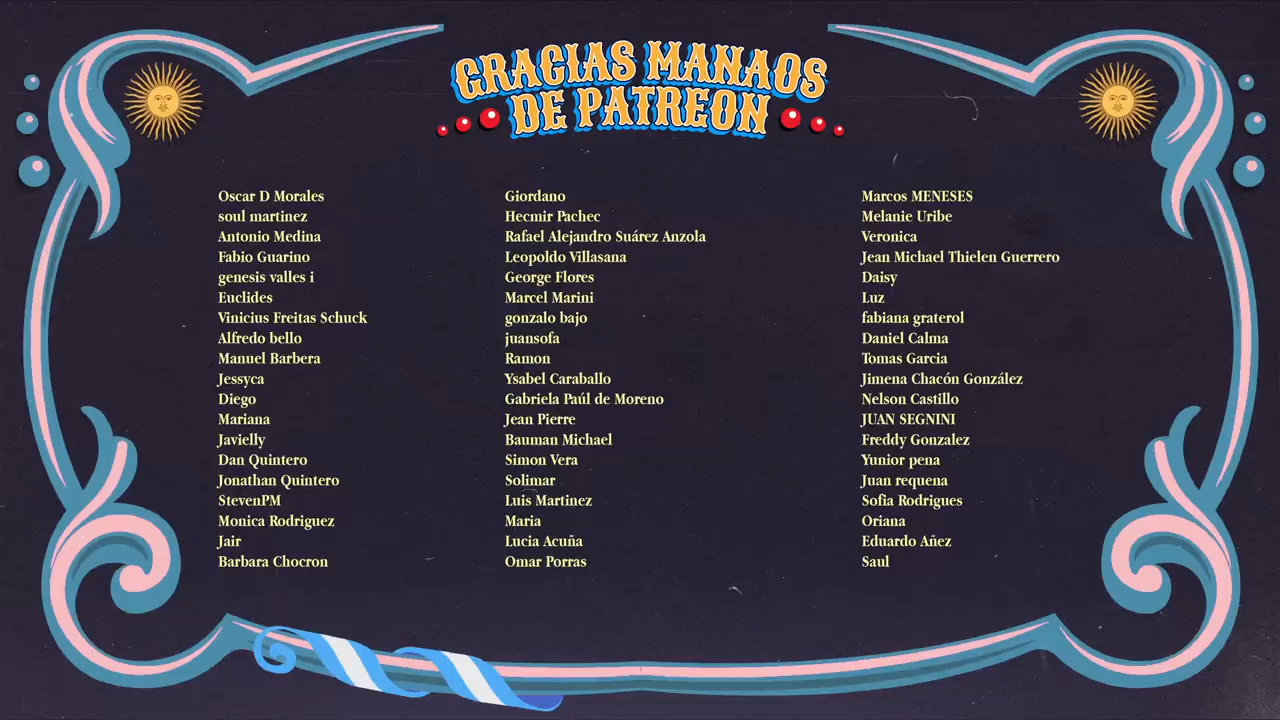 GRACIAS MANAOS
DE PATREON
Oscar D Morales
soul martinez
Antonio Medina
Fabio Guarino
genesis valles i
Euclides
Vinicius Freitas Schuck
Alfredo bello
Manuel Barbera
Jessyca
Diego
Mariana
Javielly
Dan Quintero
Jonathan Quintero
StevenPM
Monica Rodriguez
Jair
Barbara Chocron
Giordano
Hecmir Pachec
Rafael Alejandro Suárez Anzola
Leopoldo Villasana
George Flores
Marcel Marini
gonzalo bajo
juansofa
Ramon
Ysabel Caraballo
Gabriela Paúl de Moreno
Jean Pierre
Bauman Michael
Simon Vera
Solimar
Luis Martinez
Maria
Lucia Acuña
Omar Porras
Marcos MENESES
Melanie Uribe
Veronica
Jean Michael Thielen Guerrero
Daisy
Luz
fabiana graterol
Daniel Calma
Tomas Garcia
Jimena Chacón González
Nelson Castillo
JUAN SEGNINI
Freddy Gonzalez
Yunior pena
Juan requena
Sofia Rodrigues
Oriana
Eduardo Añez
Saul